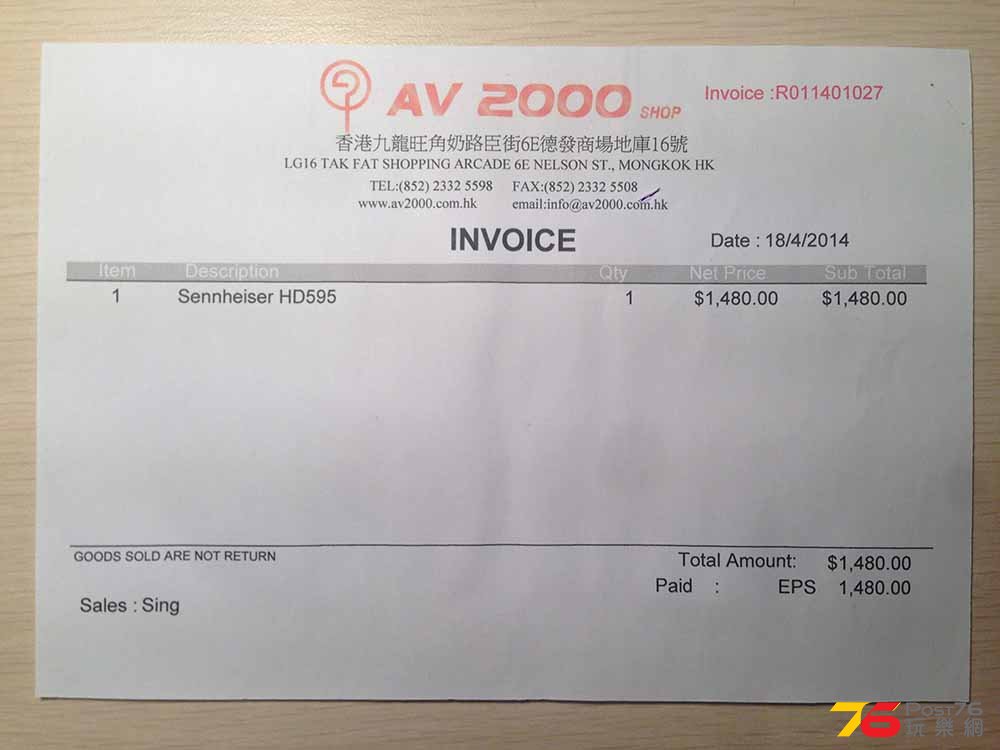 AV 2000 SHOP
Invoice :R011401027
香港九龍旺角奶路臣街6E德發商場地庫16號
LG16 TAK FAT SHOPPING ARCADE 6E NELSON ST., MONGKOK HK
TEL:(852) 2332 5598 FAX:(852) 2332 5508
www.av2000.com.hk email:info@av2000.com.hk
INVOICE
Date : 18/4/2014
Item Description Qty Net Price Sub Total
1 Sennheiser HD595 1 $1,480.00 $1,480.00
GOODS SOLD ARE NOT RETURN
Total Amount: $1,480.00
Paid : EPS 1,480.00
Sales : Sing
76 Post76
玩樂網